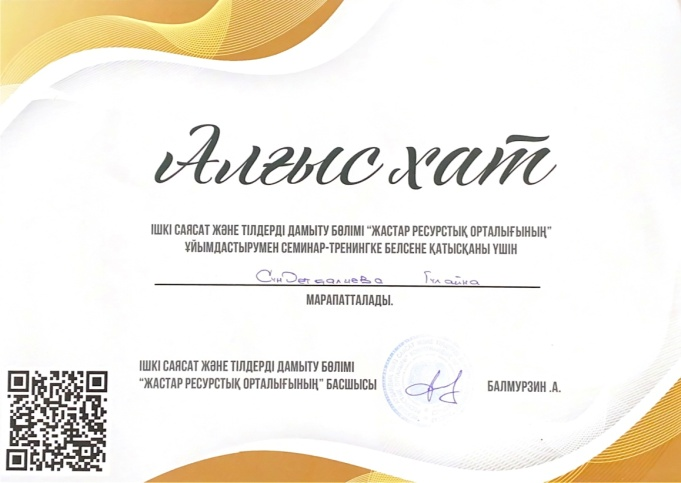 Алғыс хат
ІШКІ САЯСАТ ЖӘНЕ ТІЛДЕРДІ ДАМЫТУ БӨЛІМІ “ЖАСТАР РЕСУРСТЫҚ ОРТАЛЫҒЫНЫҢ”
ҰЙЫМДАСТЫРУМЕН СЕМИНАР-ТРЕНИНГКЕ БЕЛСЕНЕ ҚАТЫСҚАНЫ ҮШІН
МАРАПАТТАЛАДЫ.
ІШКІ САЯСАТ ЖӘНЕ ТІЛДЕРДІ ДАМЫТУ БӨЛІМІ
“ЖАСТАР РЕСУРСТЫҚ ОРТАЛЫҒЫНЫҢ” БАСШЫСЫ
БАЛМУРЗИН .А.